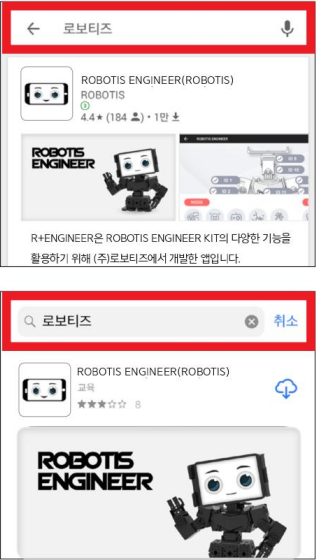 로보티즈
ROBOTIS ENGINEER(ROBOTIS)
ROBOTIS
4.4★ (184) • 1만
ROBOTIS
ENGINEER
ROBOTIS ENGINEER
MORE
R+ENGINEER은 ROBOTIS ENGINEER KIT의 다양한 기능을
활용하기 위해 (주)로보티즈에서 개발한 앱입니다.
로보티즈
취소
ROBOTIS ENGINEER(ROBOTIS)
교육
★★★☆☆ 8
ROBOTIS
ENGINEER